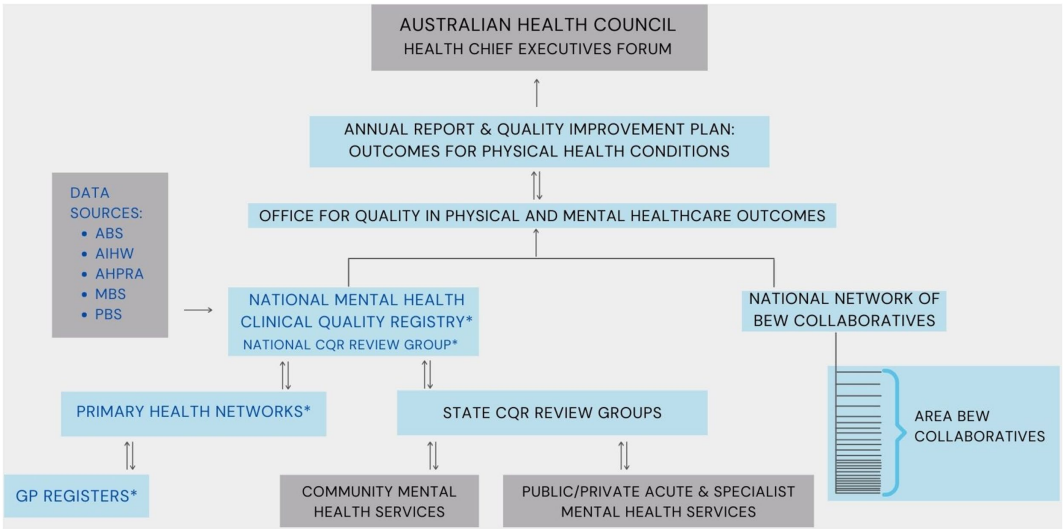 AUSTRALIAN HEALTH COUNCIL
HEALTH CHIEF EXECUTIVES FORUM
ANNUAL REPORT & QUALITY IMPROVEMENT PLAN:
OUTCOMES FOR PHYSICAL HEALTH CONDITIONS
OFFICE FOR QUALITY IN PHYSICAL AND MENTAL HEALTHCARE OUTCOMES
DATA
SOURCES:
• ABS
• AIHW
• AHPRA
• MBS
• PBS
NATIONAL MENTAL HEALTH
CLINICAL QUALITY REGISTRY*
NATIONAL CQR REVIEW GROUP*
NATIONAL NETWORK OF
BEW COLLABORATIVES
PRIMARY HEALTH NETWORKS*
STATE CQR REVIEW GROUPS
AREA BEW
COLLABORATIVES
GP REGISTERS*
COMMUNITY MENTAL
HEALTH SERVICES
PUBLIC/PRIVATE ACUTE & SPECIALIST
MENTAL HEALTH SERVICES